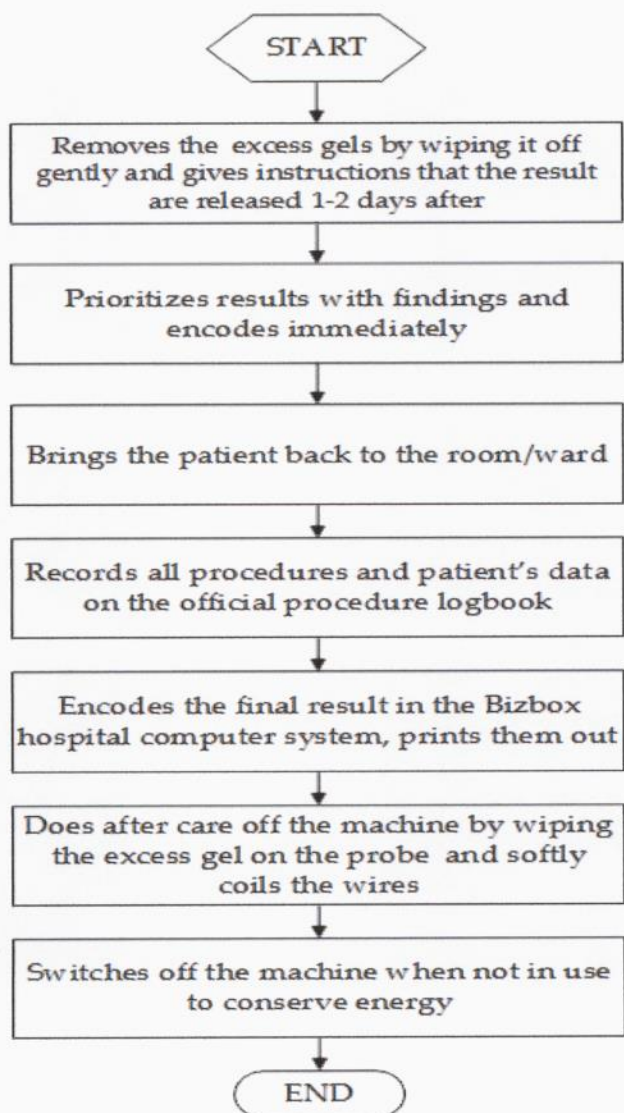 START
Removes the excess gels by wiping it off
gently and gives instructions that the result
are released 1-2 days after
Prioritizes results with findings and
encodes immediately
Brings the patient back to the room/ward
Records all procedures and patient's data
on the official procedure logbook
Encodes the final result in the Bizbox
hospital computer system, prints them out
Does after care off the machine by wiping
the excess gel on the probe and softly
coils the wires
Switches off the machine when not in use
to conserve energy
END